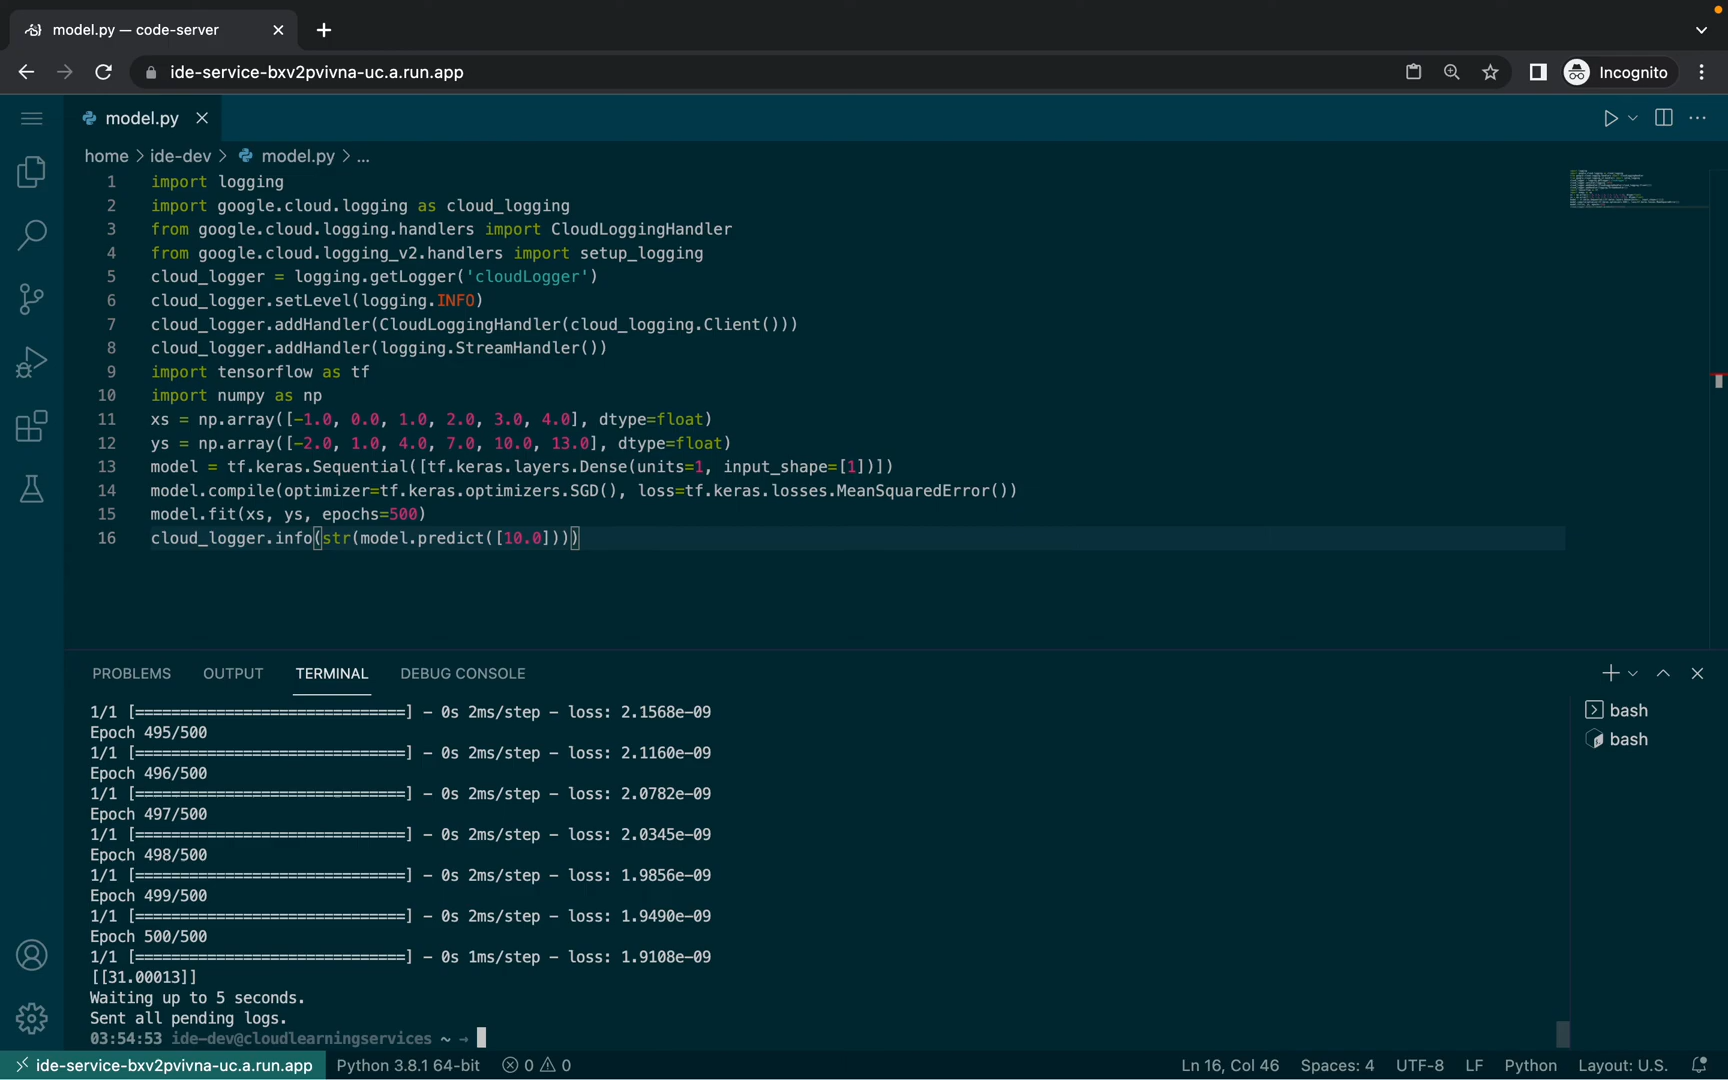 model.py — code-server
ide-service-bxv2pvivna-uc.a.run.app
Incognito
model.py
home > ide-dev > model.py > ...
1 import logging
2 import google.cloud.logging as cloud_logging
3 from google.cloud.logging.handlers import CloudLoggingHandler
4 from google.cloud.logging_v2.handlers import setup_logging
5 cloud_logger = logging.getLogger('cloudLogger')
6 cloud_logger.setLevel(logging.INFO)
7 cloud_logger.addHandler(CloudLoggingHandler(cloud_logging.Client()))
8 cloud_logger.addHandler(logging.StreamHandler())
9 import tensorflow as tf
10 import numpy as np
11 xs = np.array([-1.0, 0.0, 1.0, 2.0, 3.0, 4.0], dtype=float)
12 ys = np.array([-2.0, 1.0, 4.0, 7.0, 10.0, 13.0], dtype=float)
13 model = tf.keras.Sequential([tf.keras.layers.Dense(units=1, input_shape=[1])])
14 model.compile(optimizer=tf.keras.optimizers.SGD(), loss=tf.keras.losses.MeanSquaredError())
15 model.fit(xs, ys, epochs=500)
16 cloud_logger.info(str(model.predict([10.0])))
PROBLEMS OUTPUT TERMINAL DEBUG CONSOLE
1/1 [==============================] - 0s 2ms/step - loss: 2.1568e-09
Epoch 495/500
1/1 [==============================] - 0s 2ms/step - loss: 2.1160e-09
Epoch 496/500
1/1 [==============================] - 0s 2ms/step - loss: 2.0782e-09
Epoch 497/500
1/1 [==============================] - 0s 2ms/step - loss: 2.0345e-09
Epoch 498/500
1/1 [==============================] - 0s 2ms/step - loss: 1.9856e-09
Epoch 499/500
1/1 [==============================] - 0s 2ms/step - loss: 1.9490e-09
Epoch 500/500
1/1 [==============================] - 0s 1ms/step - loss: 1.9108e-09
[[31.00013]]
Waiting up to 5 seconds.
Sent all pending logs.
03:54:53 ide-dev@cloudlearningservices ~ →
bash
bash
ide-service-bxv2pvivna-uc.a.run.app Python 3.8.1 64-bit 0 0 Ln 16, Col 46 Spaces: 4 UTF-8 LF Python Layout: U.S.